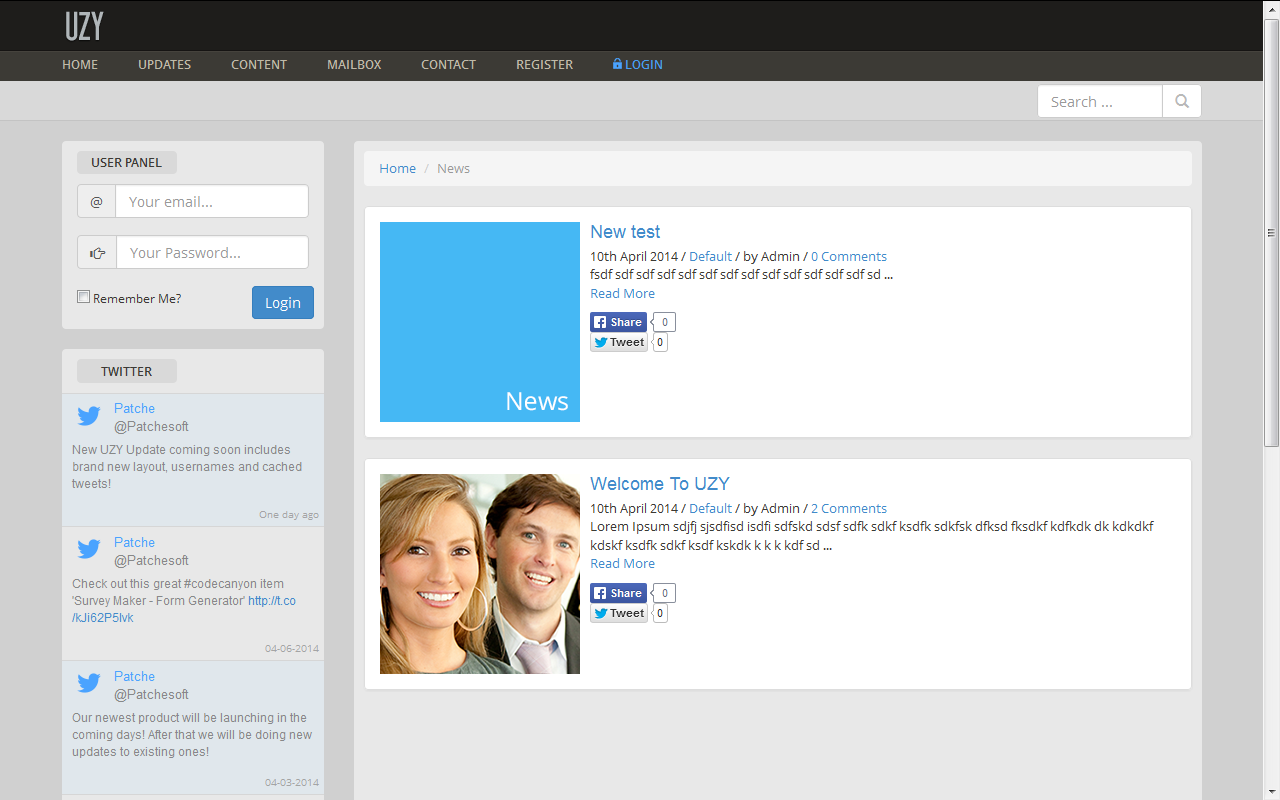 UZY
HOME UPDATES CONTENT MAILBOX CONTACT REGISTER LOGIN
Search ...
USER PANEL
@ Your email...
Your Password...
Remember Me? Login
TWITTER
Patche
@Patchesoft
New UZY Update coming soon includes
brand new layout, usernames and cached
tweets!
One day ago
Patche
@Patchesoft
Check out this great #codecanyon item
'Survey Maker - Form Generator' http://t.co
/kJi62P5lvk
04-06-2014
Patche
@Patchesoft
Our newest product will be launching in the
coming days! After that we will be doing new
updates to existing ones!
04-03-2014
Home / News
News
New test
10th April 2014 / Default / by Admin / 0 Comments
fsdf sdf sdf sdf sdf sdf sdf sdf sdf sdf sdf sdf sdf sd ...
Read More
Share 0
Tweet 0
Welcome To UZY
10th April 2014 / Default / by Admin / 2 Comments
Lorem Ipsum sdjfj sjsdfisd isdfi sdfskd sdsf sdfk sdkf ksdfk sdkfsk dfksd fksdkf kdfkdk dk kdkdkf
kdskf ksdfk sdkf ksdf kskdk k k k kdf sd ...
Read More
Share 0
Tweet 0